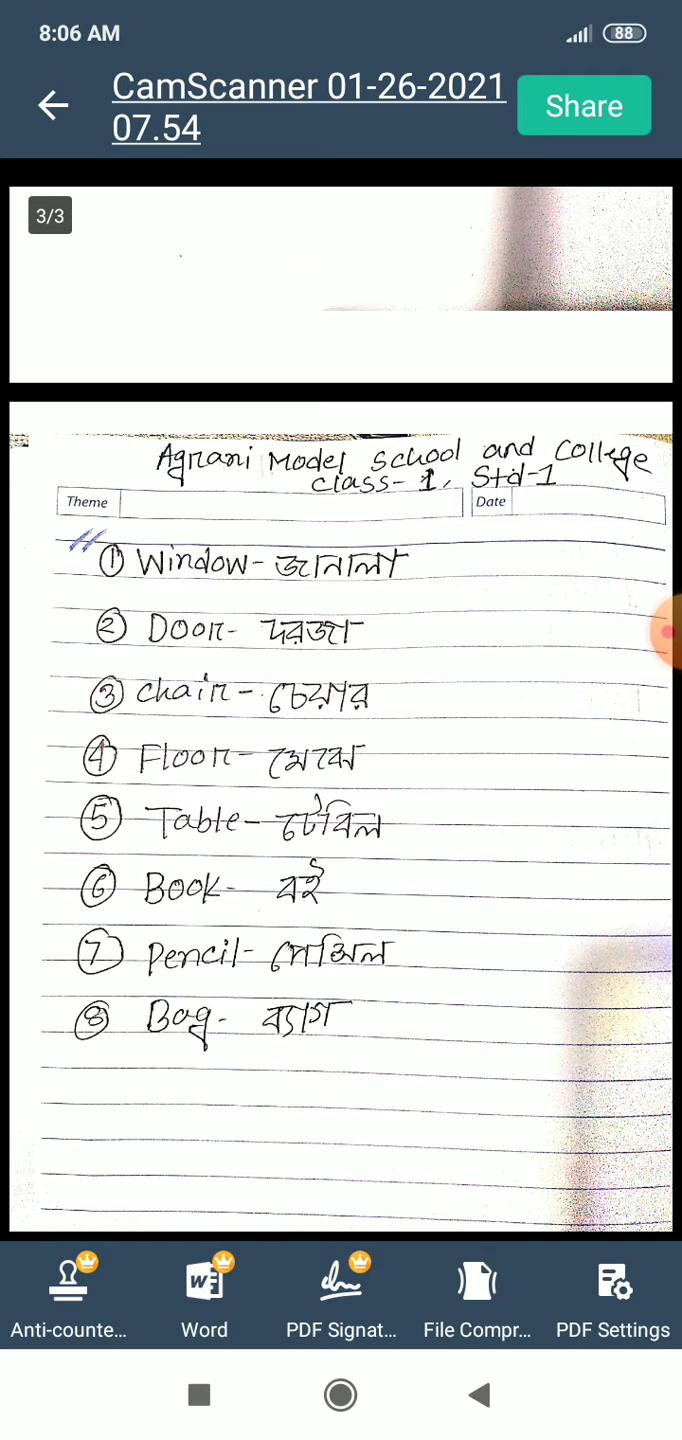 8:06 AM
88
CamScanner 01-26-2021
07.54
Share
3/3
Agrani Model School and College
Class-1, Std-1
Theme
Date
① Window- জানালা
② Door- দরজা
③ Chair- চেয়ার
④ Floor- মেঝে
⑤ Table- টেবিল
⑥ Book- বই
⑦ Pencil- পেন্সিল
⑧ Bag- ব্যাগ
Anti-counte...
Word
PDF Signat...
File Compr...
PDF Settings